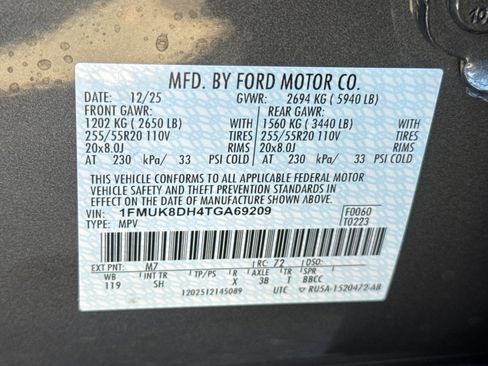 MFD. BY FORD MOTOR CO.
DATE: 12/25 GVWR: 2694 KG ( 5940 LB)
FRONT GAWR: REAR GAWR:
1202 KG ( 2650 LB) WITH 1560 KG ( 3440 LB) WITH
255/55R20 110V TIRES 255/55R20 110V TIRES
20x8.0J RIMS 20x8.0J RIMS
AT 230 kPa/ 33 PSI COLD AT 230 kPa/ 33 PSI COLD
THIS VEHICLE CONFORMS TO ALL APPLICABLE FEDERAL MOTOR
VEHICLE SAFETY AND THEFT PREVENTION STANDARDS IN
EFFECT ON THE DATE OF MANUFACTURE SHOWN ABOVE.
VIN: 1FMUK8DH4TGA69209 F0060
TYPE: MPV T0223
EXT PNT: M7 RC: 72
WB INT TR TP/PS R AXLE TR SPR
119 SH X 3B T BBCC
1202512145089 UTC RU5A-1520472-AB